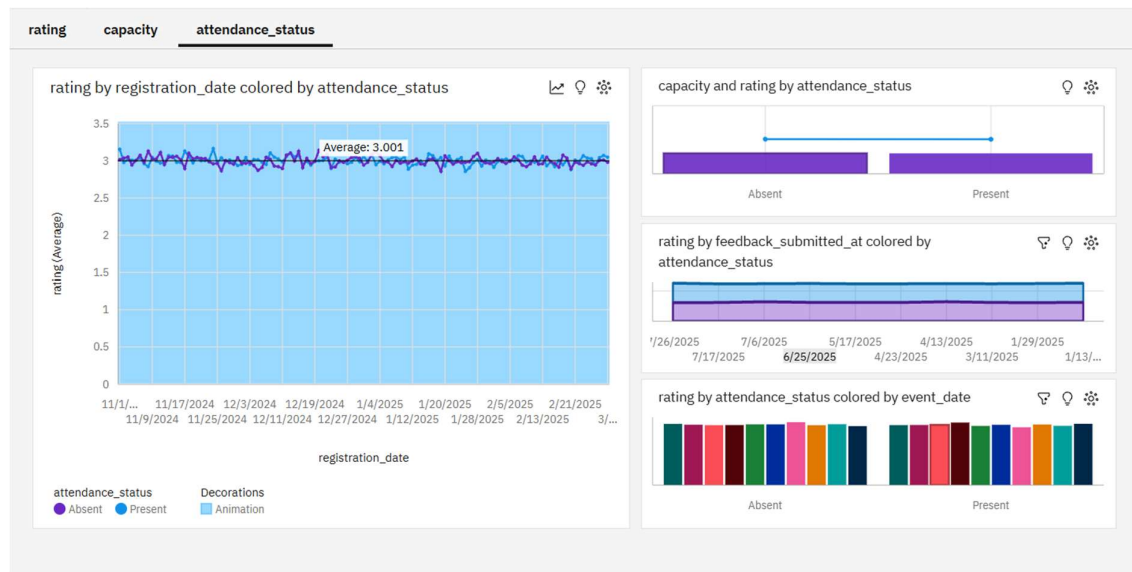 rating capacity attendance_status
rating by registration_date colored by attendance_status
3.5
3
2.5
2
1.5
1
0.5
0
rating (Average)
Average: 3.001
11/1/... 11/17/2024 12/3/2024 12/19/2024 1/4/2025 1/20/2025 2/5/2025 2/21/2025
11/9/2024 11/25/2024 12/11/2024 12/27/2024 1/12/2025 1/28/2025 2/13/2025 3/...
registration_date
attendance_status Decorations
Absent Present Animation
capacity and rating by attendance_status
Absent Present
rating by feedback_submitted_at colored by
attendance_status
'/26/2025 7/6/2025 5/17/2025 4/13/2025 1/29/2025
7/17/2025 6/25/2025 4/23/2025 3/11/2025 1/13/...
rating by attendance_status colored by event_date
Absent Present